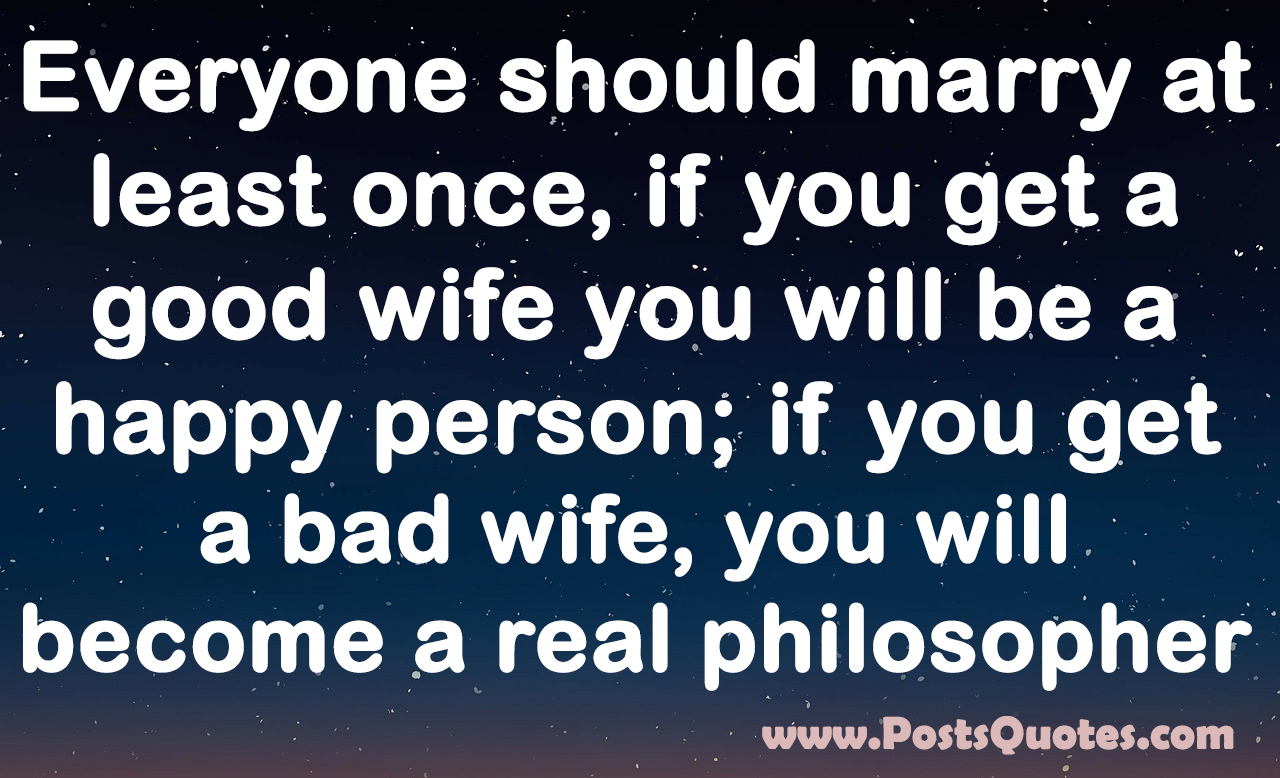 Everyone should marry at
least once, if you get a
good wife you will be a
happy person; if you get
a bad wife, you will
become a real philosopher
www.PostsQuotes.com